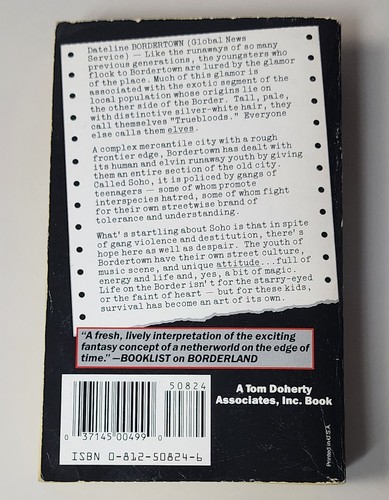 Dateline BORDERTOWN (Global News
Service) — Like the runaways of so many
previous generations, the youngsters who
flock to Bordertown are lured by the glamor
of the place. Much of this glamor is
associated with the exotic segment of the
local population whose origins lie on
the other side of the Border. Tall, pale,
with distinctive silver-white hair, they
call themselves "Truebloods." Everyone
else calls them elves.
A complex mercantile city with a rough
frontier edge, Bordertown has dealt with
its human and elvin runaway youth by giving
them an entire section of the old city.
Called Soho, it is policed by gangs of
teenagers — some of whom promote
interspecies hatred, some of whom fight
for their own streetwise brand of
tolerance and understanding.
What's startling about Soho is that in spite
of gang violence and destitution, there's
hope here as well as despair. The youth of
Bordertown have their own street culture,
music scene, and unique attitude...full of
energy and life and, yes, a bit of magic.
Life on the Border isn't for the starry-eyed
or the faint of heart — but for these kids,
survival has become an art of its own.
"A fresh, lively interpretation of the exciting
fantasy concept of a netherworld on the edge of
time." —BOOKLIST on BORDERLAND
50824
0 37145 00499 0
ISBN 0-812-50824-6
A Tom Doherty
Associates, Inc. Book
Printed in U.S.A.